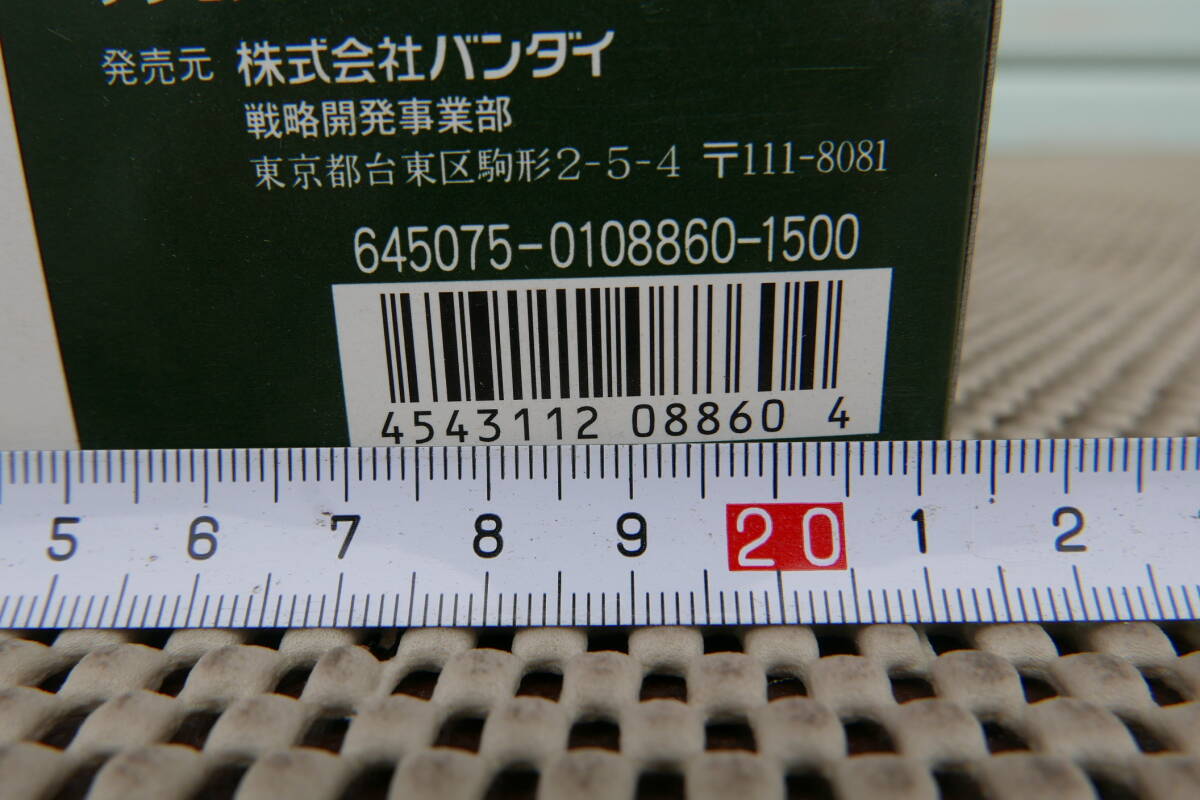 発売元 株式会社バンダイ
戦略開発事業部
東京都台東区駒形2-5-4 〒111-8081
645075-0108860-1500
4543112 08860 4
5 6 7 8 9 20 1 2